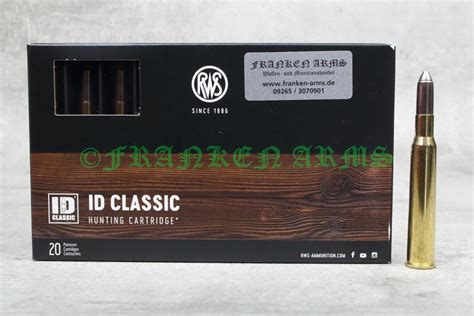 FRANKEN ARMS
Waffen- und Munitionshandel
franken-arms.de
09265 / 3070901
RWS
SINCE 1886
©FRANKEN ARMS
ID
CLASSIC
ID CLASSIC
HUNTING CARTRIDGE*
20
Patronen
Cartridges
Cartouches
RWS-AMMUNITION.COM